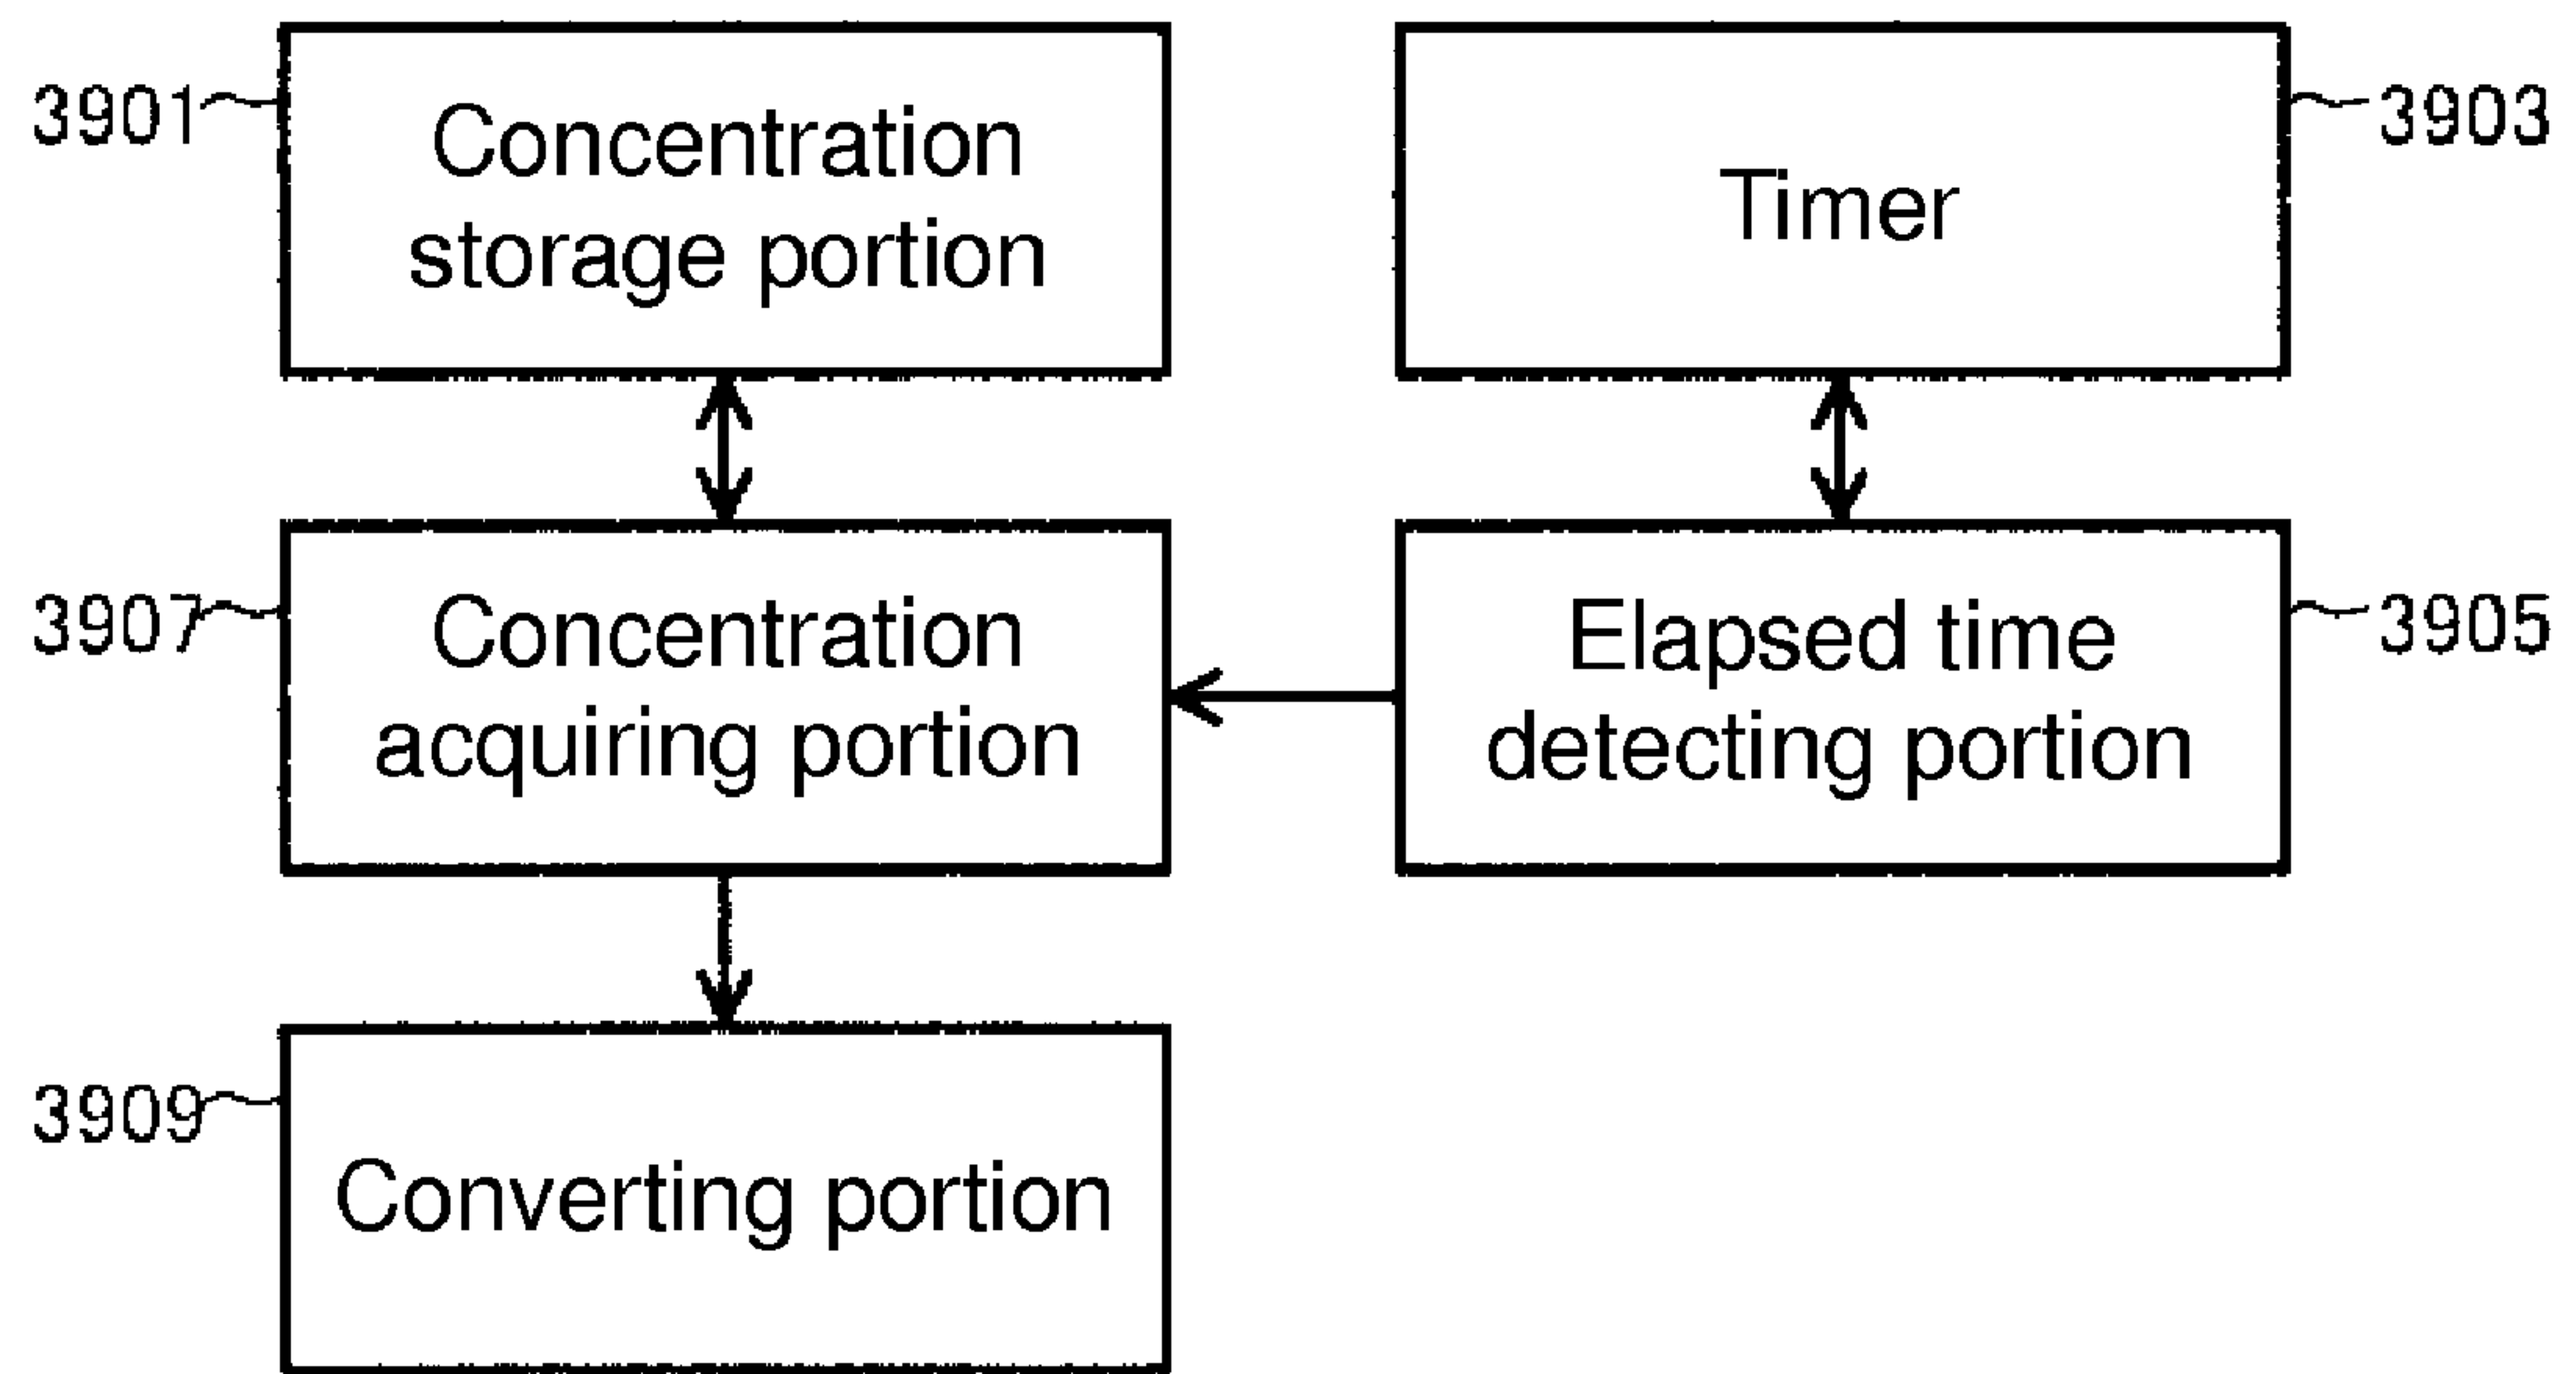 3901
Concentration
storage portion
Timer
3903
3907
Concentration
acquiring portion
Elapsed time
detecting portion
3905
3909
Converting portion